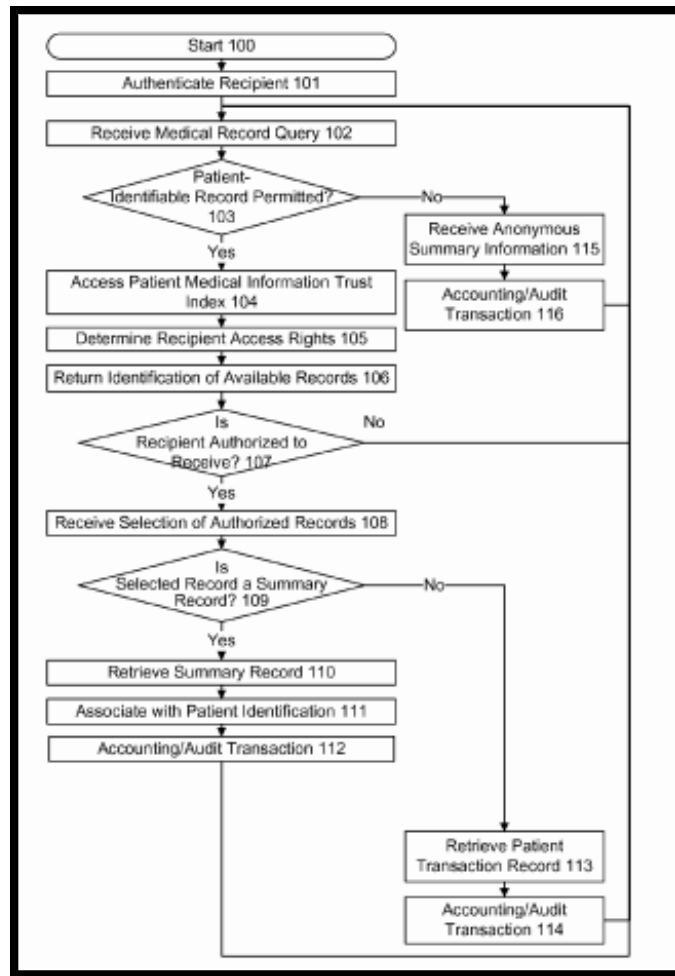 Start 100
Authenticate Recipient 101
Receive Medical Record Query 102
Patient-
Identifiable Record Permitted?
103
No
Yes
Receive Anonymous
Summary Information 115
Accounting/Audit
Transaction 116
Access Patient Medical Information Trust
Index 104
Determine Recipient Access Rights 105
Return Identification of Available Records 106
Is
Recipient Authorized to
Receive? 107
No
Yes
Receive Selection of Authorized Records 108
Is
Selected Record a Summary
Record? 109
No
Yes
Retrieve Summary Record 110
Associate with Patient Identification 111
Accounting/Audit Transaction 112
Retrieve Patient
Transaction Record 113
Accounting/Audit
Transaction 114